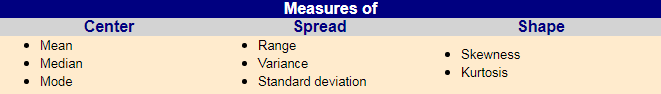 Measures of
Center Spread Shape
• Mean
• Median
• Mode
• Range
• Variance
• Standard deviation
• Skewness
• Kurtosis